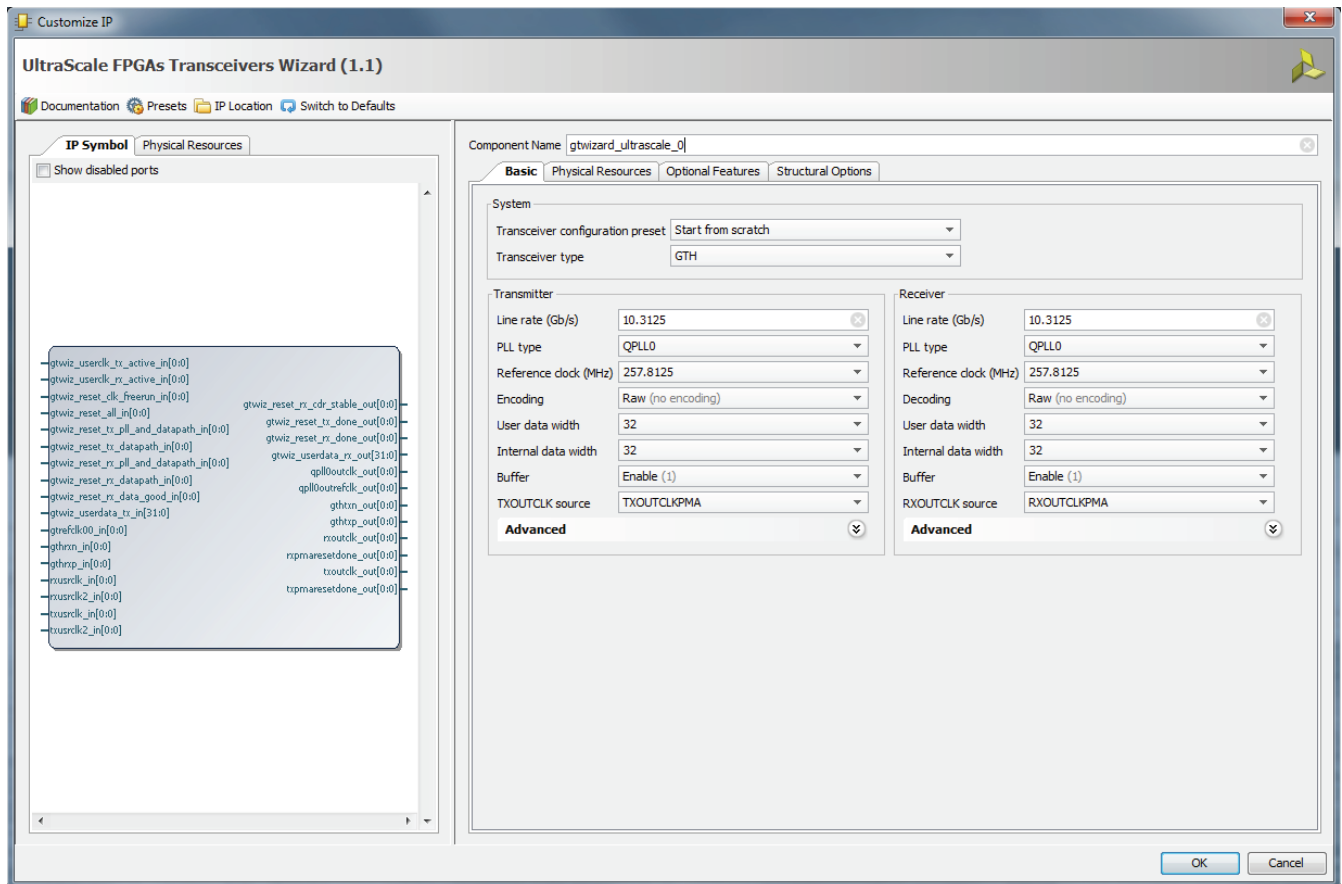 Customize IP
UltraScale FPGAs Transceivers Wizard (1.1)
Documentation Presets IP Location Switch to Defaults
IP Symbol Physical Resources
Show disabled ports
gtwiz_userclk_tx_active_in[0:0]
gtwiz_userclk_rx_active_in[0:0]
gtwiz_reset_clk_freerun_in[0:0]
gtwiz_reset_all_in[0:0]
gtwiz_reset_tx_pll_and_datapath_in[0:0]
gtwiz_reset_tx_datapath_in[0:0]
gtwiz_reset_rx_pll_and_datapath_in[0:0]
gtwiz_reset_rx_datapath_in[0:0]
gtwiz_reset_rx_data_good_in[0:0]
gtwiz_userdata_tx_in[31:0]
gtrefclk00_in[0:0]
gthrxn_in[0:0]
gthrxp_in[0:0]
rxusrclk_in[0:0]
rxusrclk2_in[0:0]
txusrclk_in[0:0]
txusrclk2_in[0:0]
gtwiz_reset_rx_cdr_stable_out[0:0]
gtwiz_reset_tx_done_out[0:0]
gtwiz_reset_rx_done_out[0:0]
gtwiz_userdata_rx_out[31:0]
qpll0outclk_out[0:0]
qpll0outrefclk_out[0:0]
gthtxn_out[0:0]
gthtxp_out[0:0]
rxoutclk_out[0:0]
rxpmaresetdone_out[0:0]
txoutclk_out[0:0]
txpmaresetdone_out[0:0]
Component Name gtwizard_ultrascale_0
Basic Physical Resources Optional Features Structural Options
System
Transceiver configuration preset Start from scratch
Transceiver type GTH
Transmitter
Line rate (Gb/s) 10.3125
PLL type QPLL0
Reference clock (MHz) 257.8125
Encoding Raw (no encoding)
User data width 32
Internal data width 32
Buffer Enable (1)
TXOUTCLK source TXOUTCLKPMA
Advanced
Receiver
Line rate (Gb/s) 10.3125
PLL type QPLL0
Reference clock (MHz) 257.8125
Decoding Raw (no encoding)
User data width 32
Internal data width 32
Buffer Enable (1)
RXOUTCLK source RXOUTCLKPMA
Advanced
OK Cancel